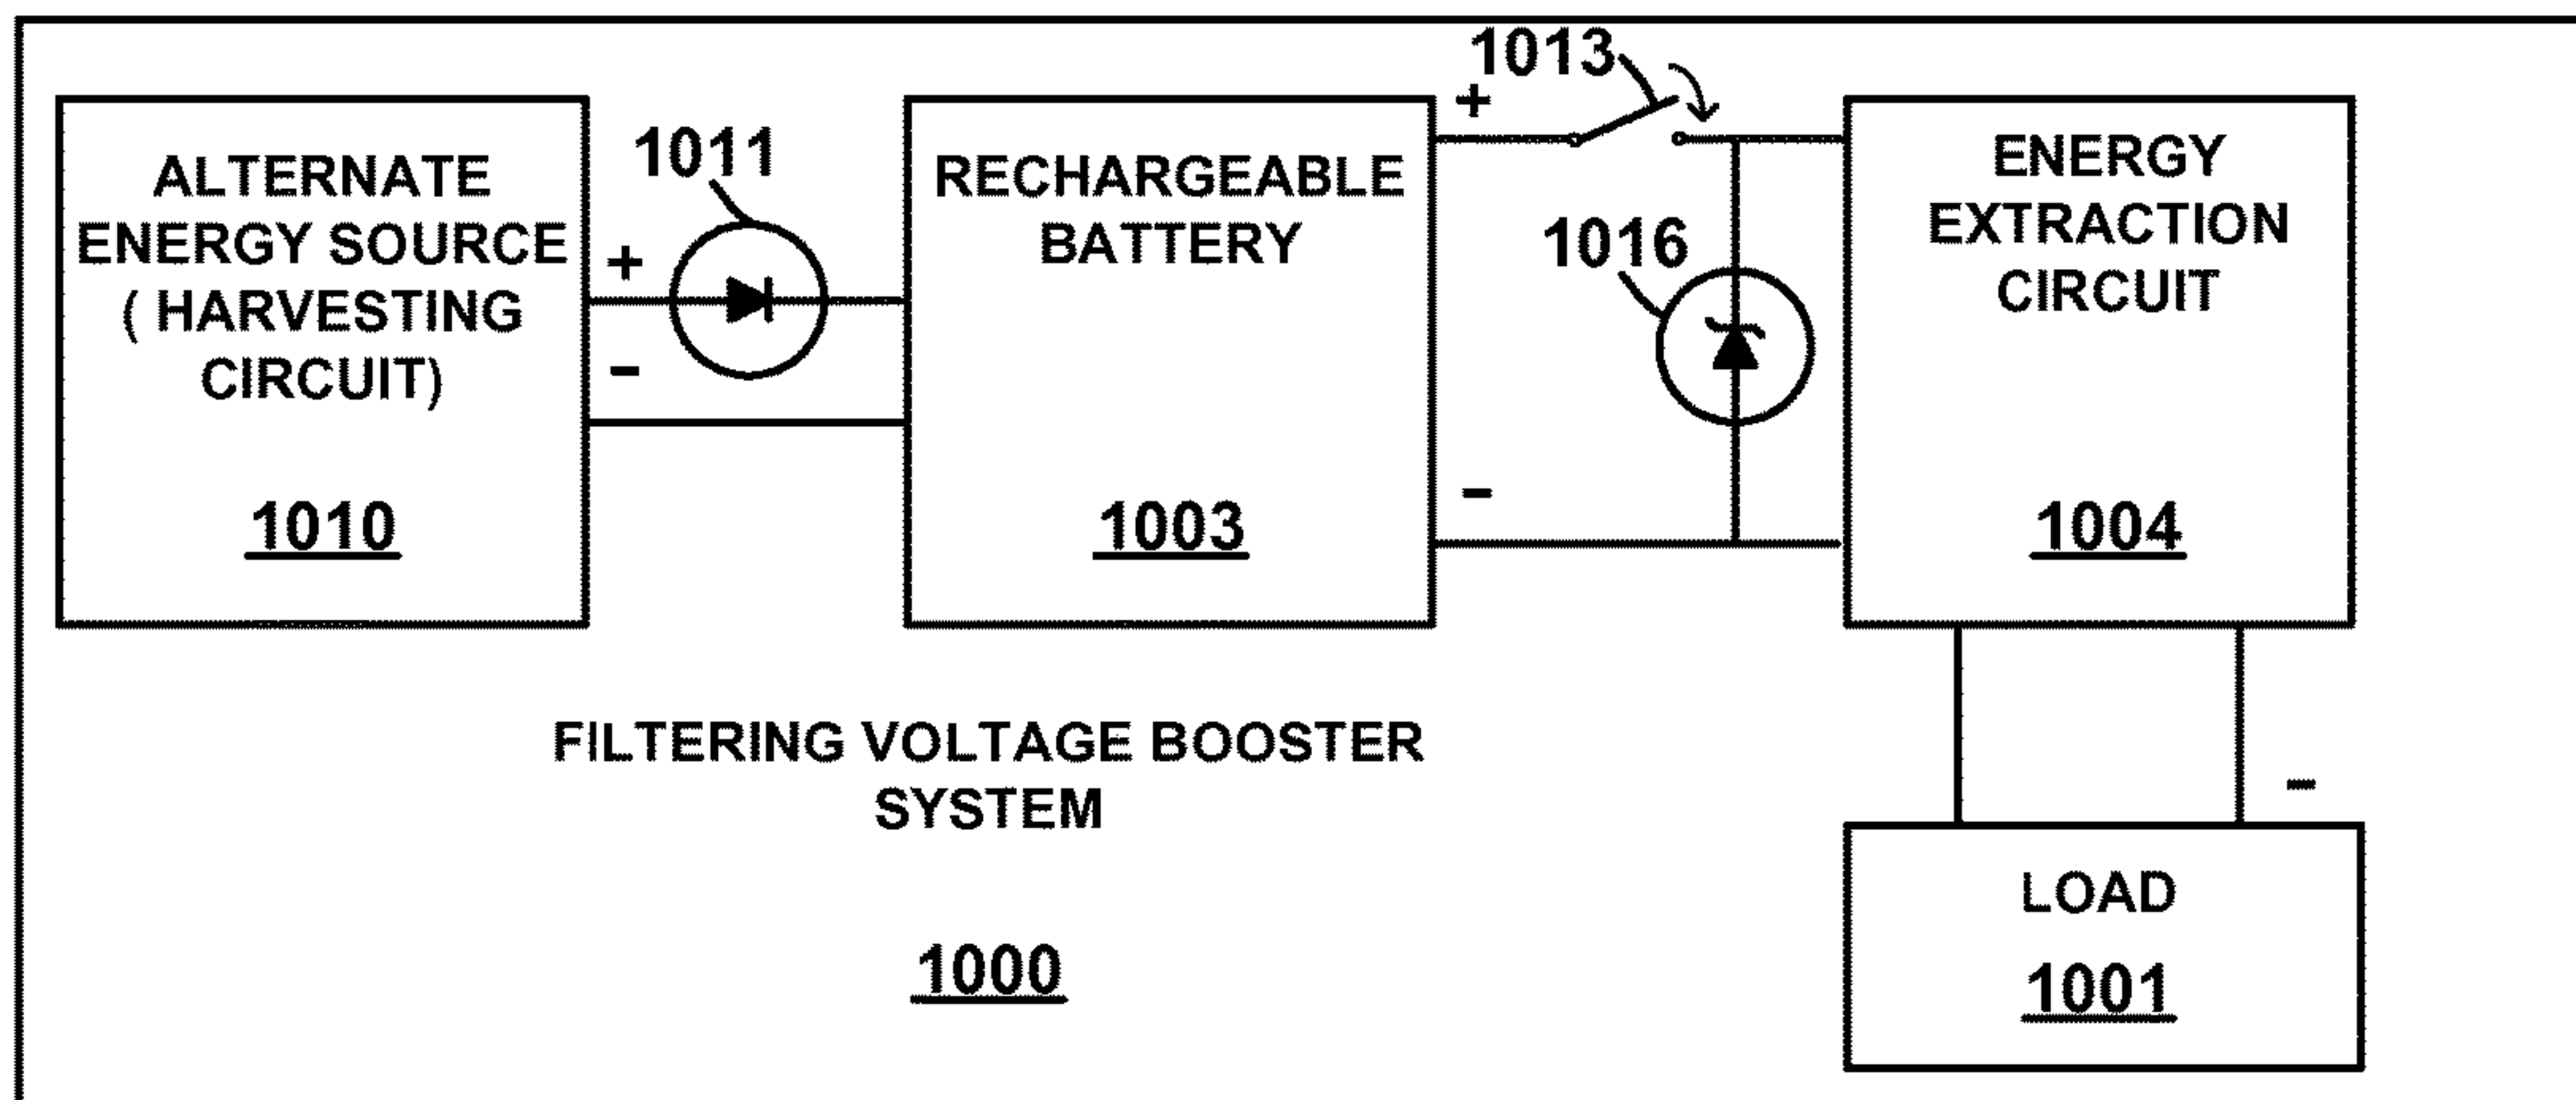 1013
+
ALTERNATE
ENERGY SOURCE
( HARVESTING
CIRCUIT)
1010
1011
+
-
RECHARGEABLE
BATTERY
1003
1016
-
ENERGY
EXTRACTION
CIRCUIT
1004
FILTERING VOLTAGE BOOSTER
SYSTEM
1000
-
LOAD
1001